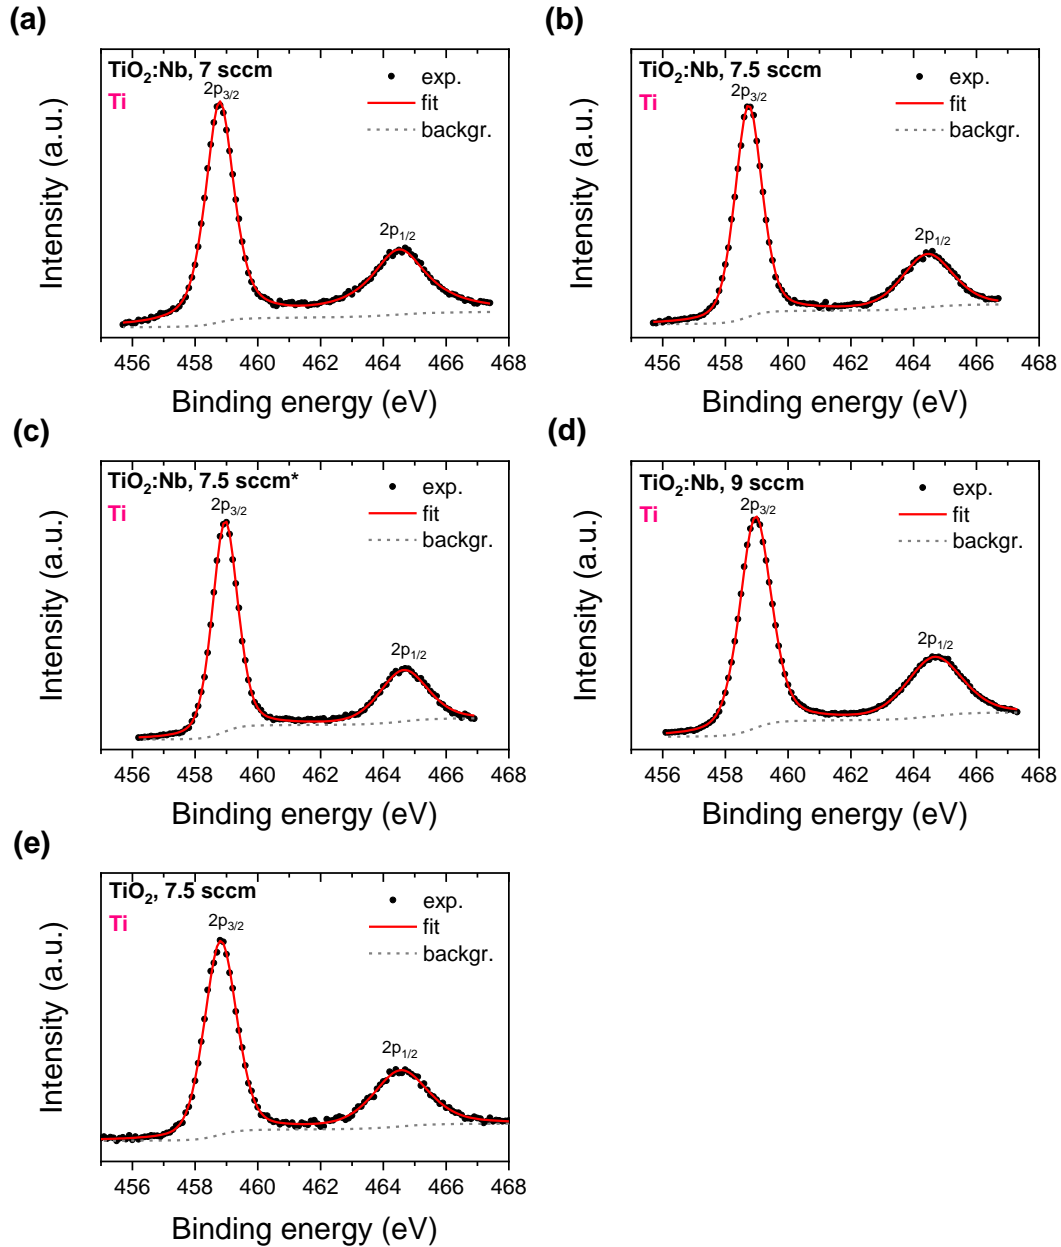 (a)
TiO2:Nb, 7 sccm
Ti
2p3/2
2p1/2
exp.
fit
backgr.
Intensity (a.u.)
456 458 460 462 464 466 468
Binding energy (eV)
(b)
TiO2:Nb, 7.5 sccm
Ti
2p3/2
2p1/2
exp.
fit
backgr.
Intensity (a.u.)
456 458 460 462 464 466 468
Binding energy (eV)
(c)
TiO2:Nb, 7.5 sccm*
Ti
2p3/2
2p1/2
exp.
fit
backgr.
Intensity (a.u.)
456 458 460 462 464 466 468
Binding energy (eV)
(d)
TiO2:Nb, 9 sccm
Ti
2p3/2
2p1/2
exp.
fit
backgr.
Intensity (a.u.)
456 458 460 462 464 466 468
Binding energy (eV)
(e)
TiO2, 7.5 sccm
Ti
2p3/2
2p1/2
exp.
fit
backgr.
Intensity (a.u.)
456 458 460 462 464 466 468
Binding energy (eV)